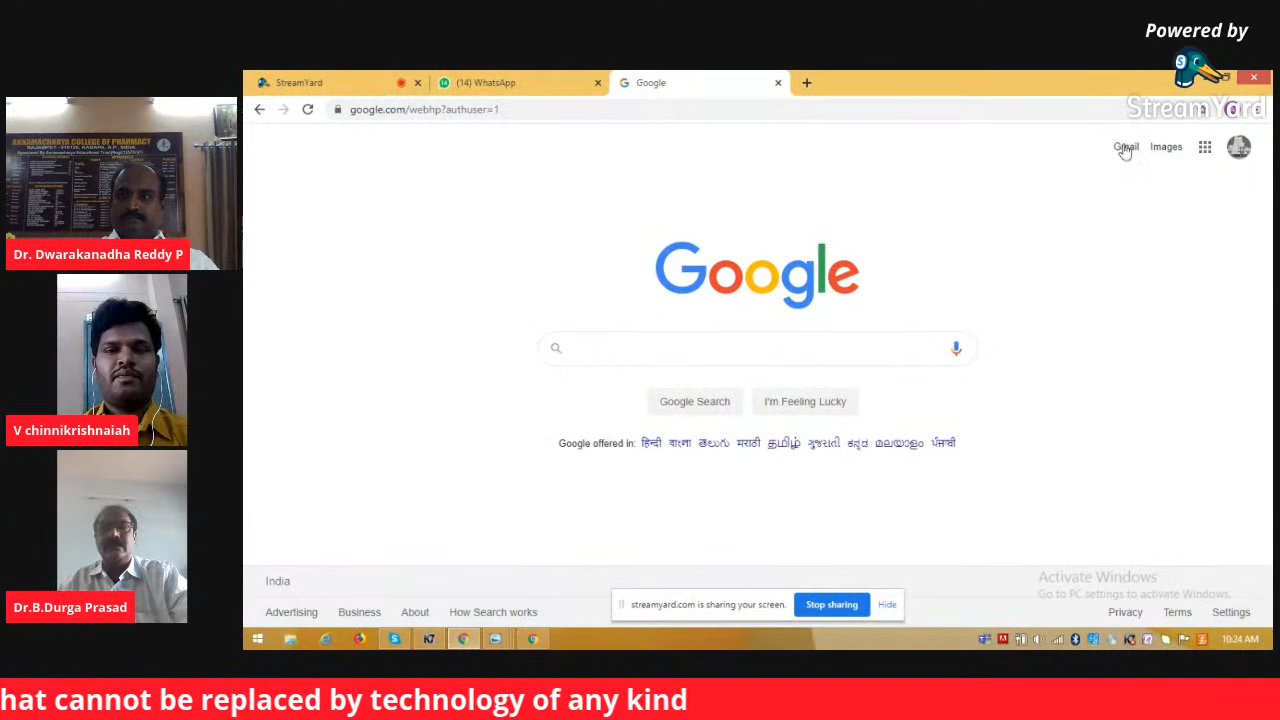 Powered by
StreamYard
StreamYard
(14) WhatsApp
Google
google.com/webhp?authuser=1
Gmail
Images
ANNAMACHARYA COLLEGE OF PHARMACY
Dr. Dwarakanadha Reddy P
V chinnikrishnaiah
Dr.B.Durga Prasad
Google
Google Search
I'm Feeling Lucky
Google offered in: हिन्दी বাংলা తెలుగు मराठी தமிழ் ગુજરાતી ಕನ್ನಡ മലയാളം ਪੰਜਾਬੀ
India
Activate Windows
Go to PC settings to activate Windows.
streamyard.com is sharing your screen.
Stop sharing
Hide
Advertising
Business
About
How Search works
Privacy
Terms
Settings
10:24 AM
hat cannot be replaced by technology of any kind